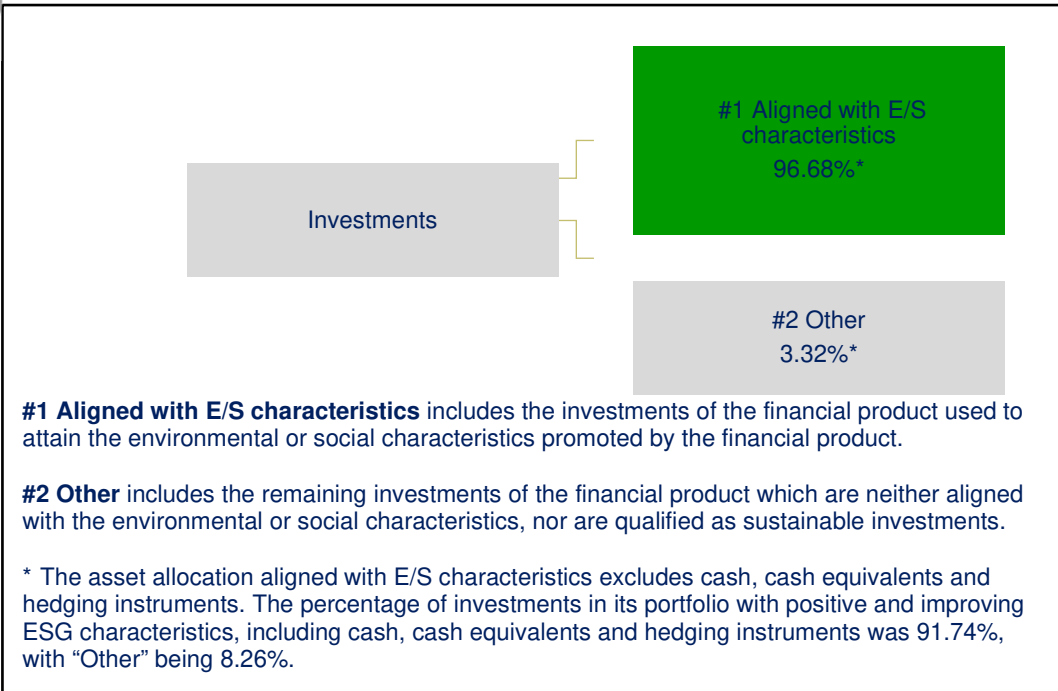 #1 Aligned with E/S
characteristics
96.68%*
Investments
#2 Other
3.32%*
#1 Aligned with E/S characteristics includes the investments of the financial product used to
attain the environmental or social characteristics promoted by the financial product.
#2 Other includes the remaining investments of the financial product which are neither aligned
with the environmental or social characteristics, nor are qualified as sustainable investments.
* The asset allocation aligned with E/S characteristics excludes cash, cash equivalents and
hedging instruments. The percentage of investments in its portfolio with positive and improving
ESG characteristics, including cash, cash equivalents and hedging instruments was 91.74%,
with “Other” being 8.26%.